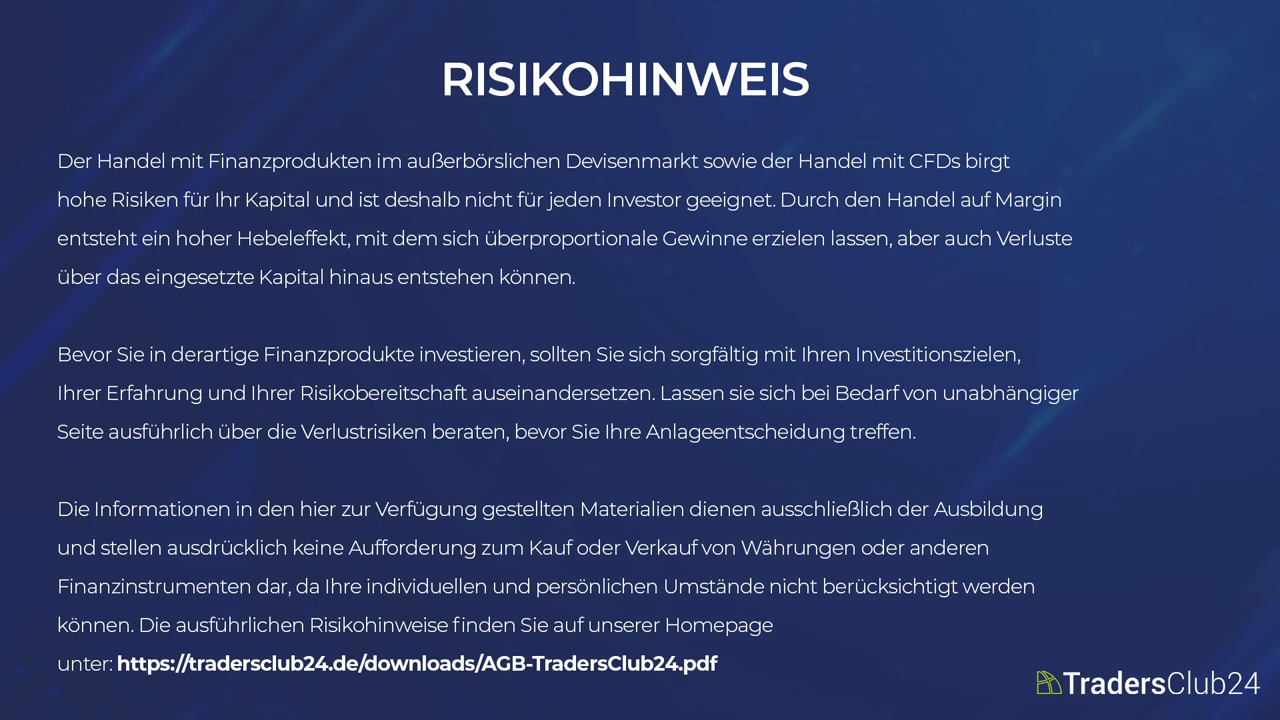 RISIKOHINWEIS
Der Handel mit Finanzprodukten im außerbörslichen Devisenmarkt sowie der Handel mit CFDs birgt
hohe Risiken für Ihr Kapital und ist deshalb nicht für jeden Investor geeignet. Durch den Handel auf Margin
entsteht ein hoher Hebeleffekt, mit dem sich überproportionale Gewinne erzielen lassen, aber auch Verluste
über das eingesetzte Kapital hinaus entstehen können.
Bevor Sie in derartige Finanzprodukte investieren, sollten Sie sich sorgfältig mit Ihren Investitionszielen,
Ihrer Erfahrung und Ihrer Risikobereitschaft auseinandersetzen. Lassen sie sich bei Bedarf von unabhängiger
Seite ausführlich über die Verlustrisiken beraten, bevor Sie Ihre Anlageentscheidung treffen.
Die Informationen in den hier zur Verfügung gestellten Materialien dienen ausschließlich der Ausbildung
und stellen ausdrücklich keine Aufforderung zum Kauf oder Verkauf von Währungen oder anderen
Finanzinstrumenten dar, da Ihre individuellen und persönlichen Umstände nicht berücksichtigt werden
können. Die ausführlichen Risikohinweise finden Sie auf unserer Homepage
unter: https://tradersclub24.de/downloads/AGB-TradersClub24.pdf
TradersClub24